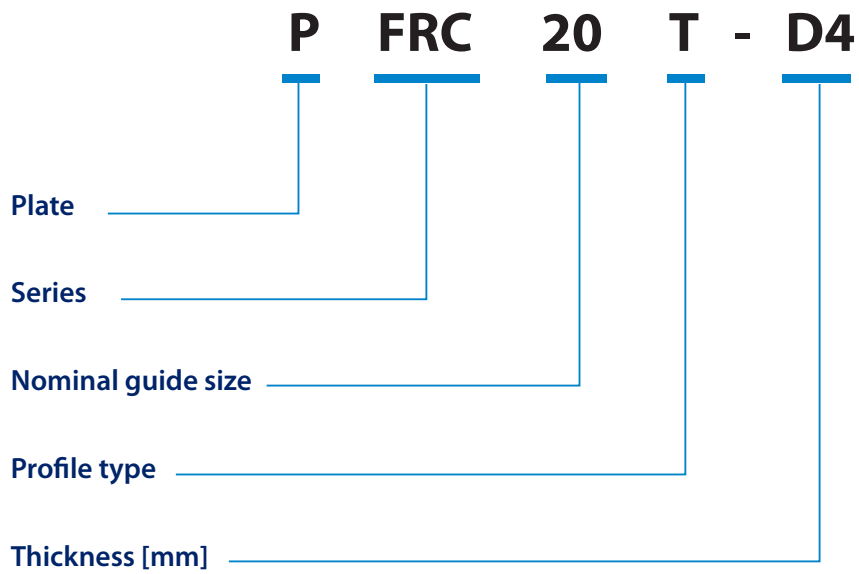 P FRC 20 T - D4
Plate
Series
Nominal guide size
Profile type
Thickness [mm]